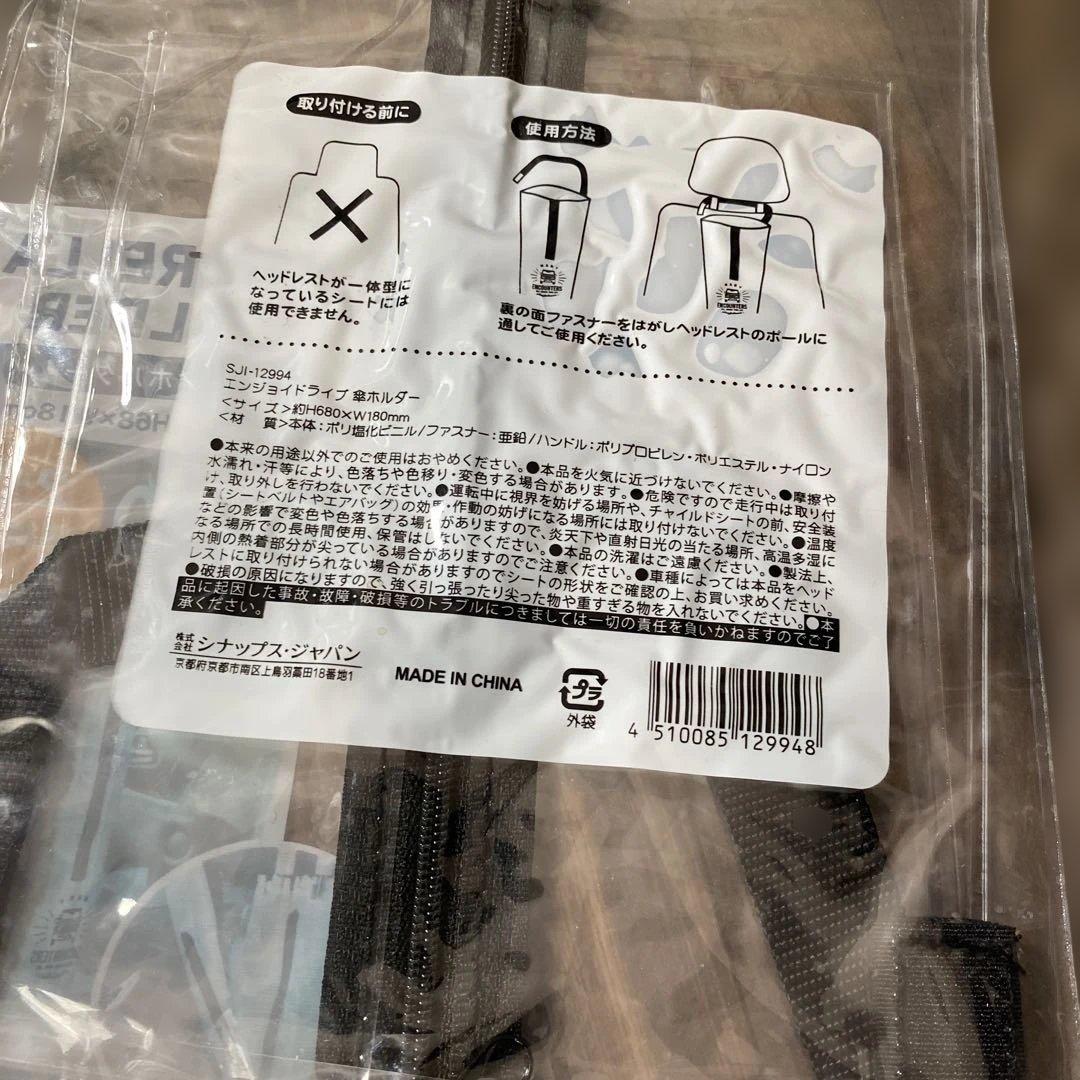 取り付ける前に
使用方法
ヘッドレストが一体型に
なっているシートには
使用できません。
MANY
ENCOUNTERS
MANY
ENCOUNTERS
裏の面ファスナーをはがしヘッドレストのポールに
通してご使用ください。
SJI-12994
エンジョイドライブ 傘ホルダー
<サイズ>約H680×W180mm
<材 質>本体:ポリ塩化ビニル/ファスナー:亜鉛/ハンドル:ポリプロピレン・ポリエステル・ナイロン
●本来の用途以外でのご使用はおやめください。●本品を火気に近づけないでください。●摩擦や
水濡れ・汗等により、色落ちや色移り・変色する場合があります。●危険ですので走行中は取り付
け、取り外しを行わないでください。●運転中に視界を妨げる場所や、チャイルドシートの前、安全装
置(シートベルトやエアバッグ)の効果・作動の妨げになる場所には取り付けないでください。●温度
などの影響で変色や色落ちする場合がありますので、炎天下や直射日光の当たる場所、高温多湿に
なる場所での長時間使用、保管はしないでください。●本品の洗濯はご遠慮ください。●製法上、
内側の熱着部分が尖っている場合がありますのでご注意ください。●車種によっては本品をヘッド
レストに取り付けられない場合がありますのでシートの形状をご確認の上、お買い求めください。
●破損の原因になりますので、強く引っ張ったり尖った物や重すぎる物を入れないでください。●本
品に起因した事故・故障・破損等のトラブルにつきましては一切の責任を負いかねますのでご了
承ください。
株式会社 シナップス・ジャパン
京都府京都市南区上鳥羽藁田18番地1
MADE IN CHINA
プラ
外袋
4 510085 129948